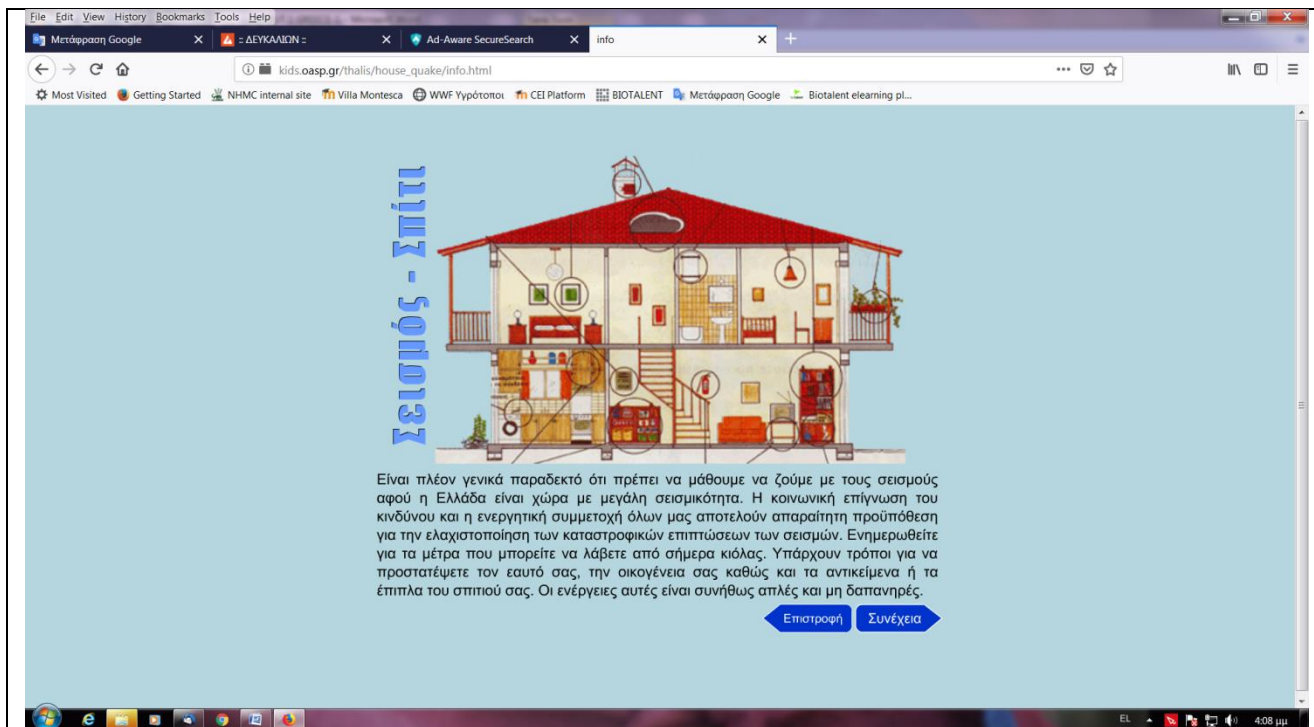 File Edit View History Bookmarks Tools Help
Μετάφραση Google
:: ΔΕΥΚΑΛΙΩΝ ::
Ad-Aware SecureSearch
info
kids.oasp.gr/thalis/house_quake/info.html
Most Visited Getting Started NHMC internal site Villa Montesca WWF Υγρότοποι CEI Platform BIOTALENT Μετάφραση Google Biotalent elearning pl...
Σεισμός - Σπίτι
Είναι πλέον γενικά παραδεκτό ότι πρέπει να μάθουμε να ζούμε με τους σεισμούς
αφού η Ελλάδα είναι χώρα με μεγάλη σεισμικότητα. Η κοινωνική επίγνωση του
κινδύνου και η ενεργητική συμμετοχή όλων μας αποτελούν απαραίτητη προϋπόθεση
για την ελαχιστοποίηση των καταστροφικών επιπτώσεων των σεισμών. Ενημερωθείτε
για τα μέτρα που μπορείτε να λάβετε από σήμερα κιόλας. Υπάρχουν τρόποι για να
προστατέψετε τον εαυτό σας, την οικογένεια σας καθώς και τα αντικείμενα ή τα
έπιπλα του σπιτιού σας. Οι ενέργειες αυτές είναι συνήθως απλές και μη δαπανηρές.
Επιστροφή Συνέχεια
EL 4:08 μμ